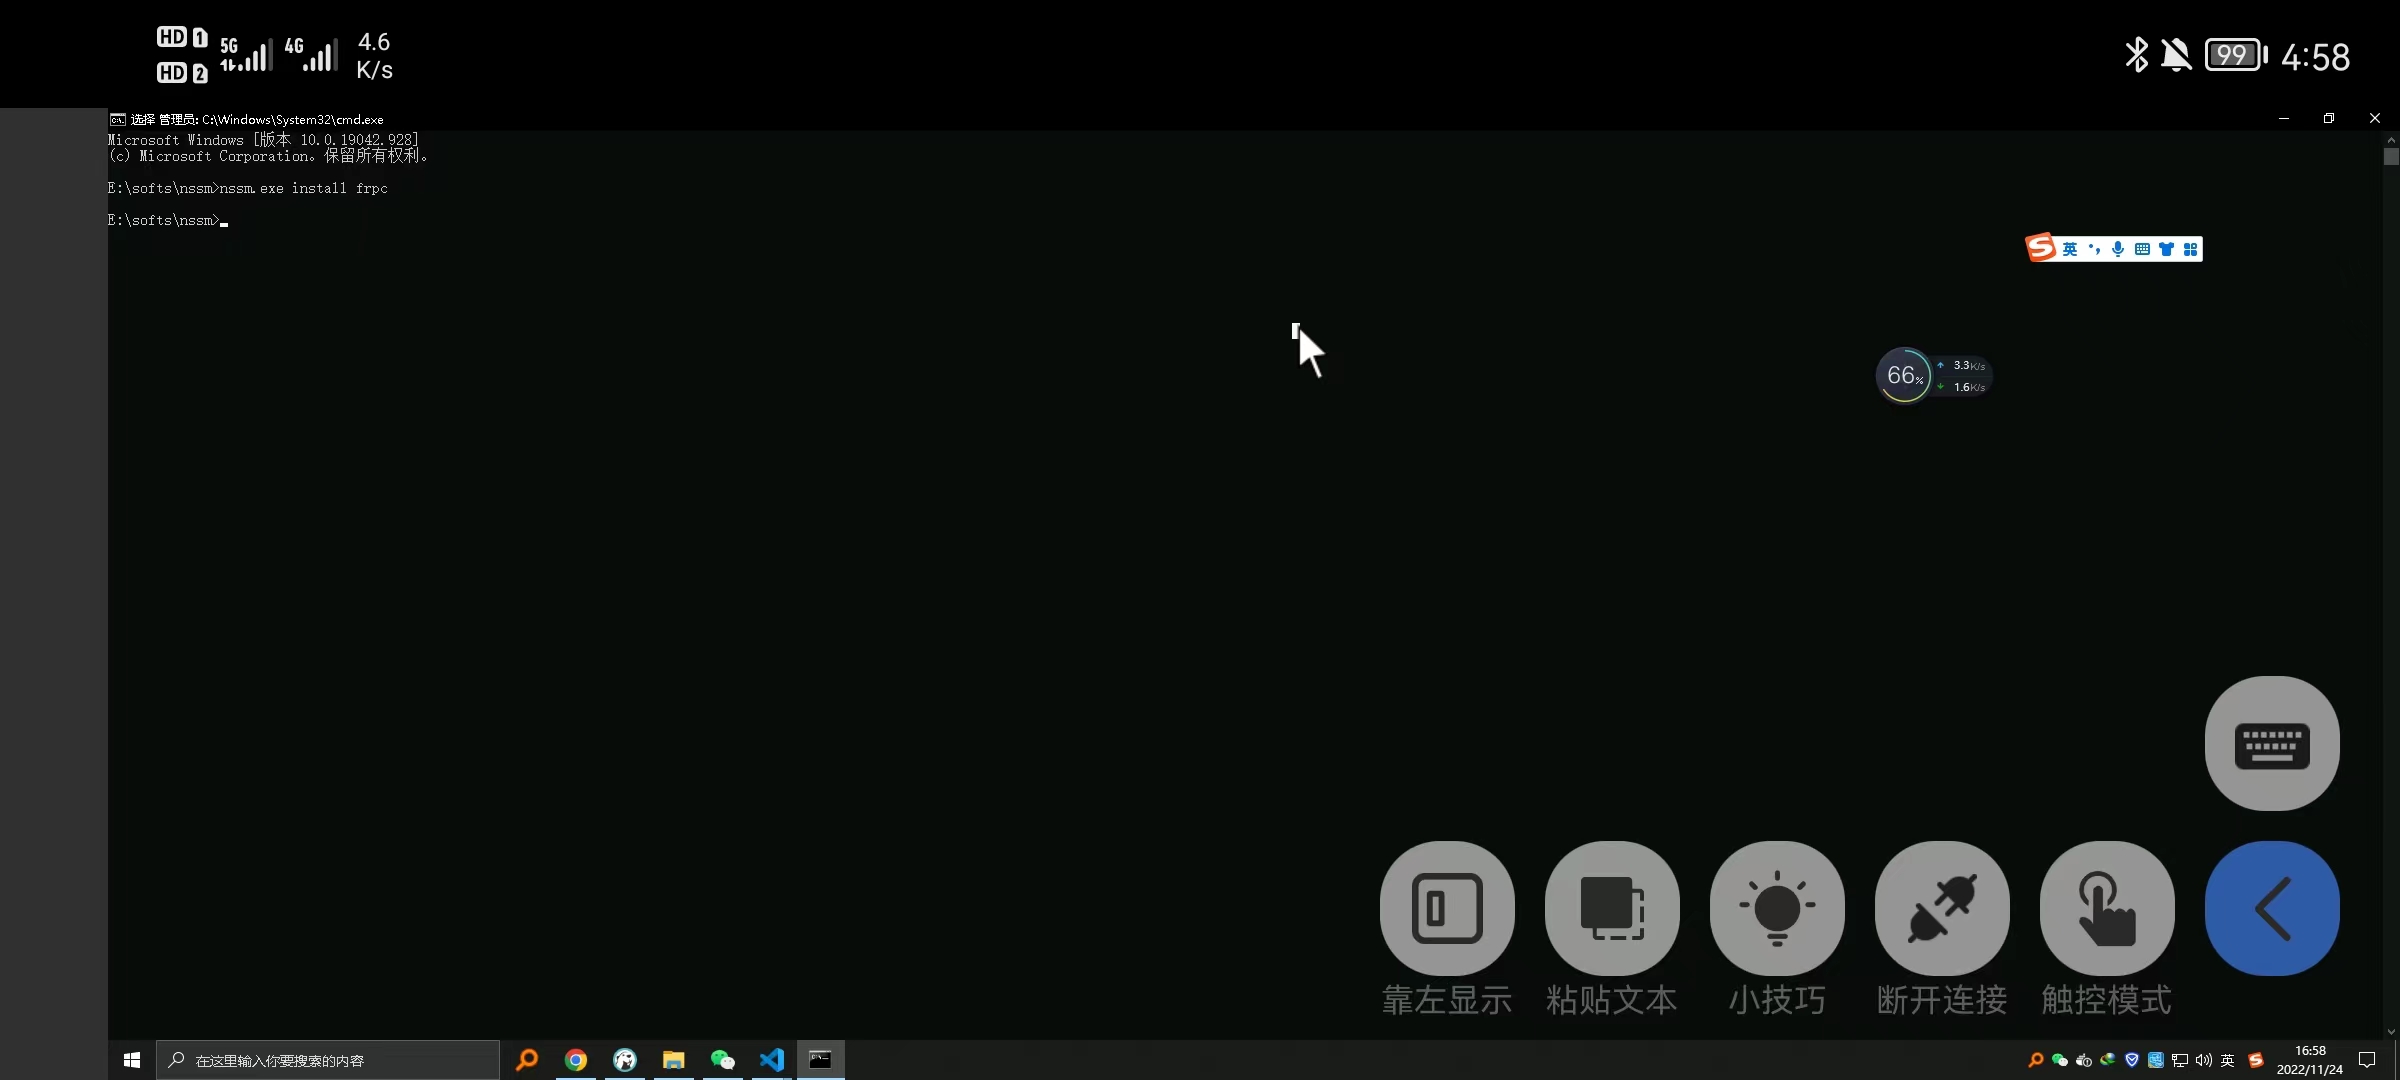 HD 1 5G 4G 4.6
HD 2 K/s
99 4:58
选择 管理员: C:\Windows\System32\cmd.exe
Microsoft Windows [版本 10.0.19042.928]
(c) Microsoft Corporation。保留所有权利。
E:\softs\nssm>nssm.exe install frpc
E:\softs\nssm>
英
66%
3.3K/s
1.6K/s
靠左显示
粘贴文本
小技巧
断开连接
触控模式
在这里输入你要搜索的内容
英
16:58
2022/11/24